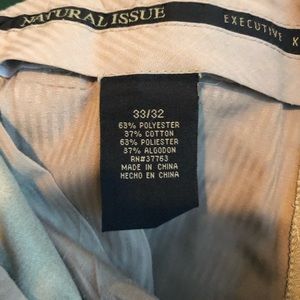 NATURAL ISSUE
EXECUTIVE K
33/32
63% POLYESTER
37% COTTON
63% POLIESTER
37% ALGODON
RN#37763
MADE IN CHINA
HECHO EN CHINA